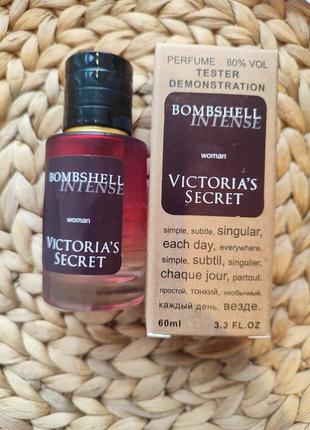 BOMBSHELL
INTENSE
woman
VICTORIA'S
SECRET
PERFUME 80% VOL
TESTER
DEMONSTRATION
BOMBSHELL
INTENSE
woman
VICTORIA'S
SECRET
simple, subtle, singular,
each day, everywhere.
simple, subtil, singulier,
chaque jour, partout.
простой, тонкий, необычный,
каждый день, везде.
60ml 3.3 FL.OZ